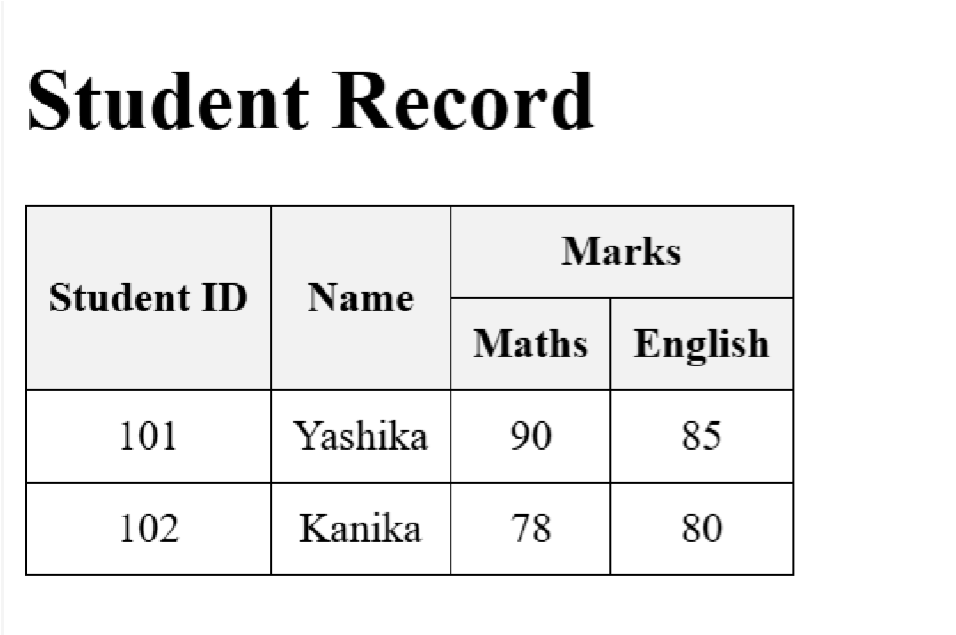 Student Record
Student ID Name Marks
Maths English
101 Yashika 90 85
102 Kanika 78 80